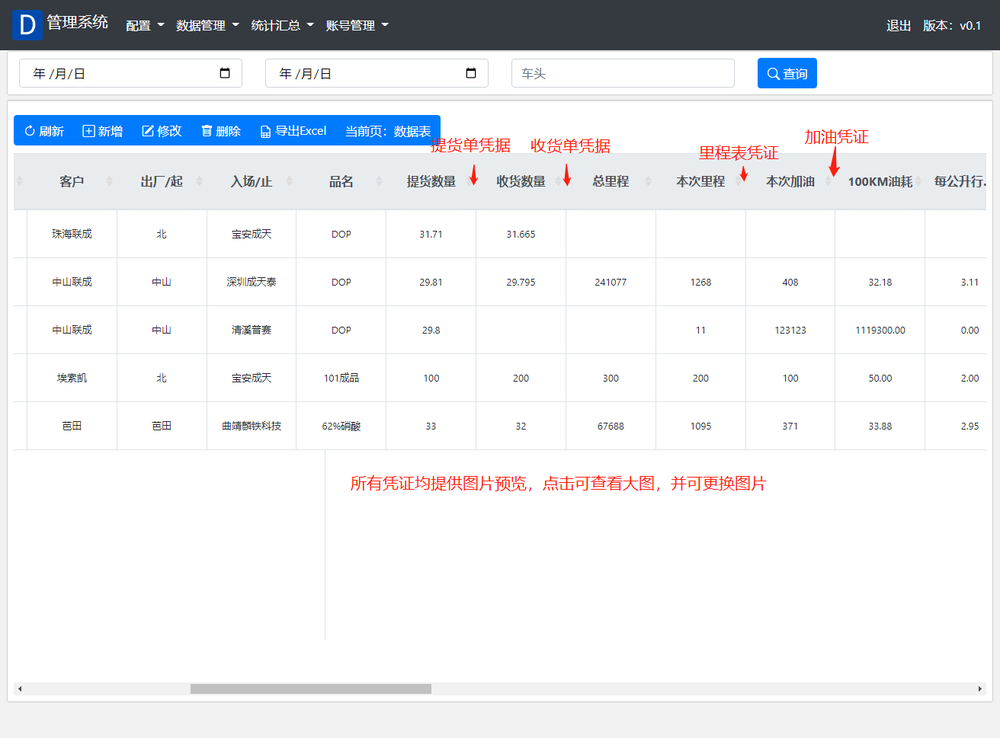 D 管理系统 配置 数据管理 统计汇总 账号管理 退出 版本：v0.1
年 /月/日 年 /月/日 车头 查询
刷新 新增 修改 删除 导出Excel 当前页：数据表
提货单凭据 收货单凭据 里程表凭证 加油凭证
客户 出厂/起 入场/止 品名 提货数量 收货数量 总里程 本次里程 本次加油 100KM油耗 每公升行.
珠海联成 北 宝安成天 DOP 31.71 31.665
中山联成 中山 深圳成天泰 DOP 29.81 29.795 241077 1268 408 32.18 3.11
中山联成 中山 清溪普赛 DOP 29.8 11 123123 1119300.00 0.00
埃索凯 北 宝安成天 101成品 100 200 300 200 100 50.00 2.00
芭田 芭田 曲靖麟铁科技 62%硝酸 33 32 67688 1095 371 33.88 2.95
所有凭证均提供图片预览，点击可查看大图，并可更换图片